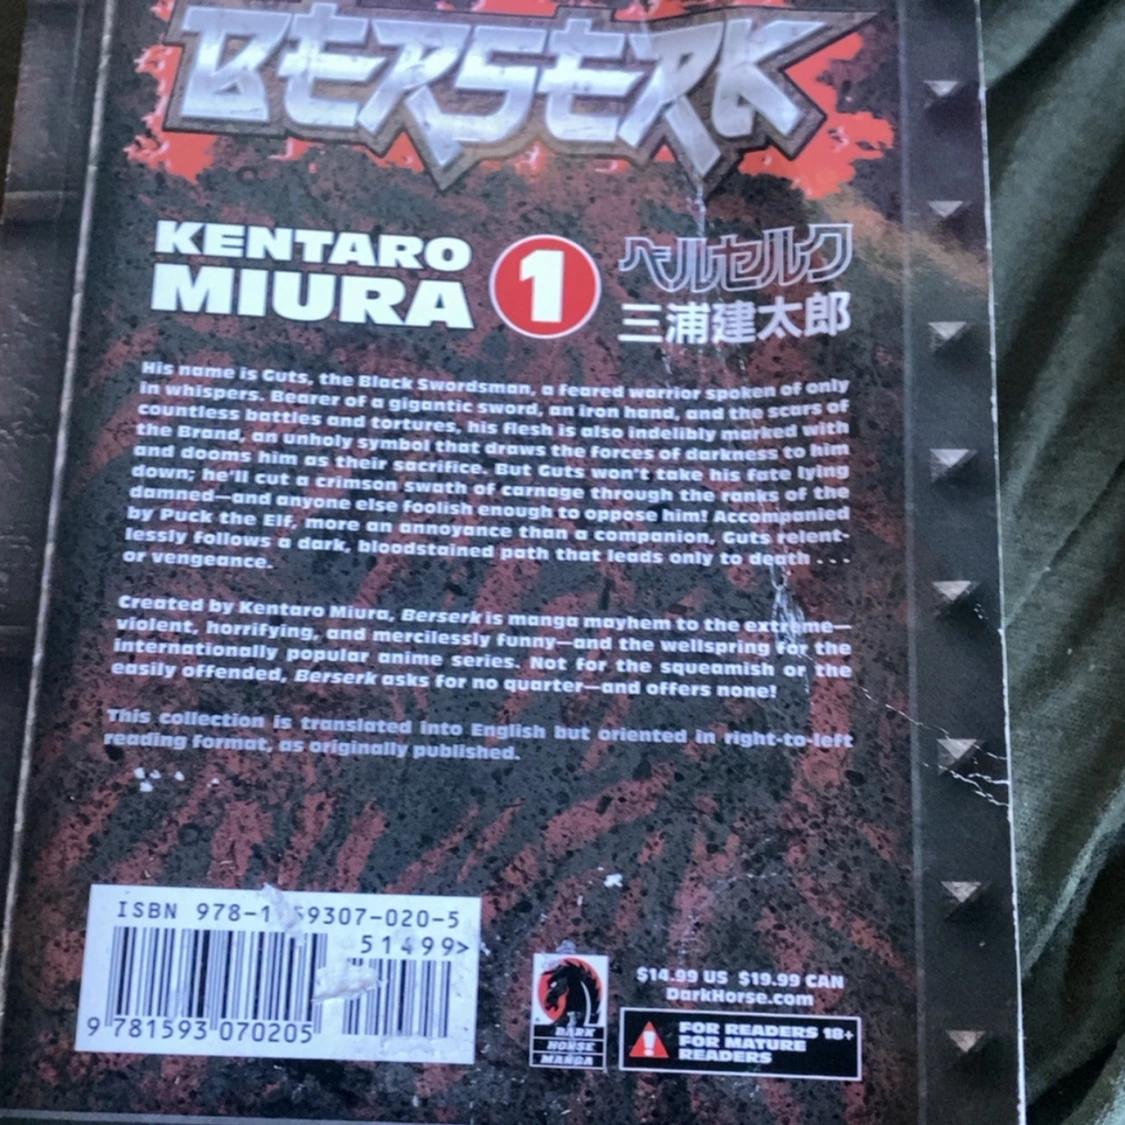 BERSERK
KENTARO
MIURA
1
ベルセルク
三浦建太郎
His name is Guts, the Black Swordsman, a feared warrior spoken of only
in whispers. Bearer of a gigantic sword, an iron hand, and the scars of
countless battles and tortures, his flesh is also indelibly marked with
the Brand, an unholy symbol that draws the forces of darkness to him
and dooms him as their sacrifice. But Guts won't take his fate lying
down; he'll cut a crimson swath of carnage through the ranks of the
damned—and anyone else foolish enough to oppose him! Accompanied
by Puck the Elf, more an annoyance than a companion, Guts relent-
lessly follows a dark, bloodstained path that leads only to death . . .
or vengeance.
Created by Kentaro Miura, Berserk is manga mayhem to the extreme—
violent, horrifying, and mercilessly funny—and the wellspring for the
internationally popular anime series. Not for the squeamish or the
easily offended, Berserk asks for no quarter—and offers none!
This collection is translated into English but oriented in right-to-left
reading format, as originally published.
ISBN 978-1 59307-020-5
51499>
9 781593 070205
DARK
HORSE
MANGA
$14.99 US $19.99 CAN
DarkHorse.com
FOR READERS 18+
FOR MATURE
READERS